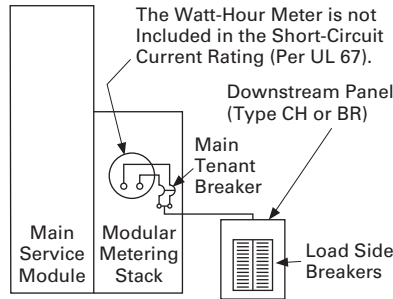 The Watt-Hour Meter is not
Included in the Short-Circuit
Current Rating (Per UL 67).
Downstream Panel
(Type CH or BR)
Main
Tenant
Breaker
Main
Service
Module
Modular
Metering
Stack
Load Side
Breakers